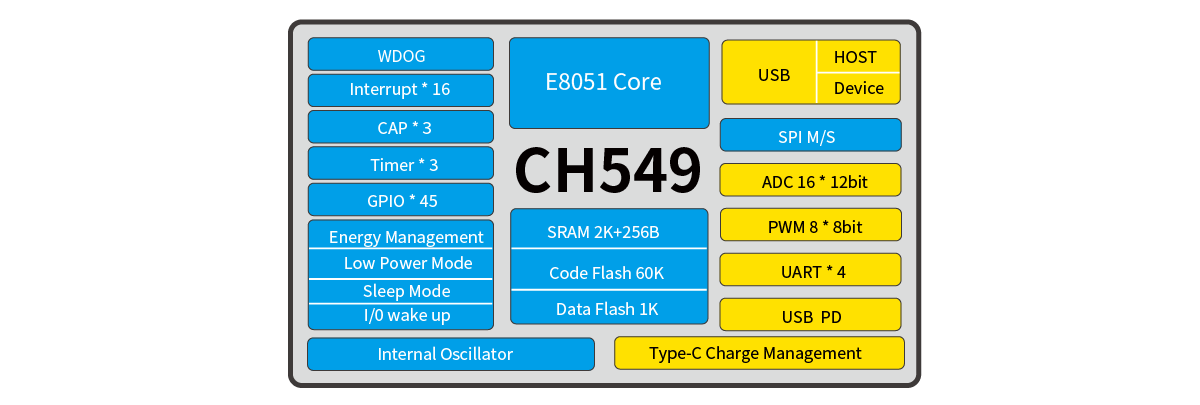 WDOG
Interrupt * 16
CAP * 3
Timer * 3
GPIO * 45
Energy Management
Low Power Mode
Sleep Mode
I/0 wake up
Internal Oscillator
E8051 Core
CH549
SRAM 2K+256B
Code Flash 60K
Data Flash 1K
USB
HOST
Device
SPI M/S
ADC 16 * 12bit
PWM 8 * 8bit
UART * 4
USB PD
Type-C Charge Management